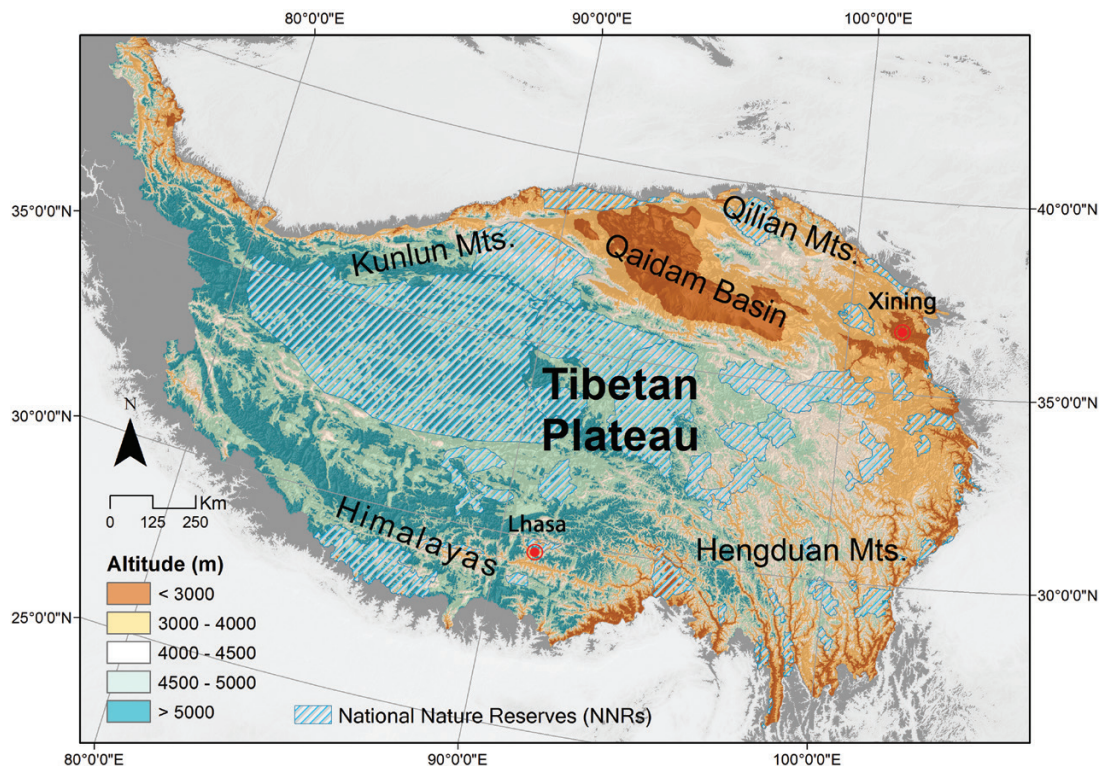 80°0'0"E
90°0'0"E
100°0'0"E
35°0'0"N
40°0'0"N
Qilian Mts.
Kunlun Mts.
Qaidam Basin
Xining
Tibetan
Plateau
30°0'0"N
35°0'0"N
N
Km
0 125 250
Himalayas
Lhasa
Hengduan Mts.
Altitude (m)
< 3000
3000 - 4000
4000 - 4500
4500 - 5000
> 5000
25°0'0"N
30°0'0"N
National Nature Reserves (NNRs)
80°0'0"E
90°0'0"E
100°0'0"E